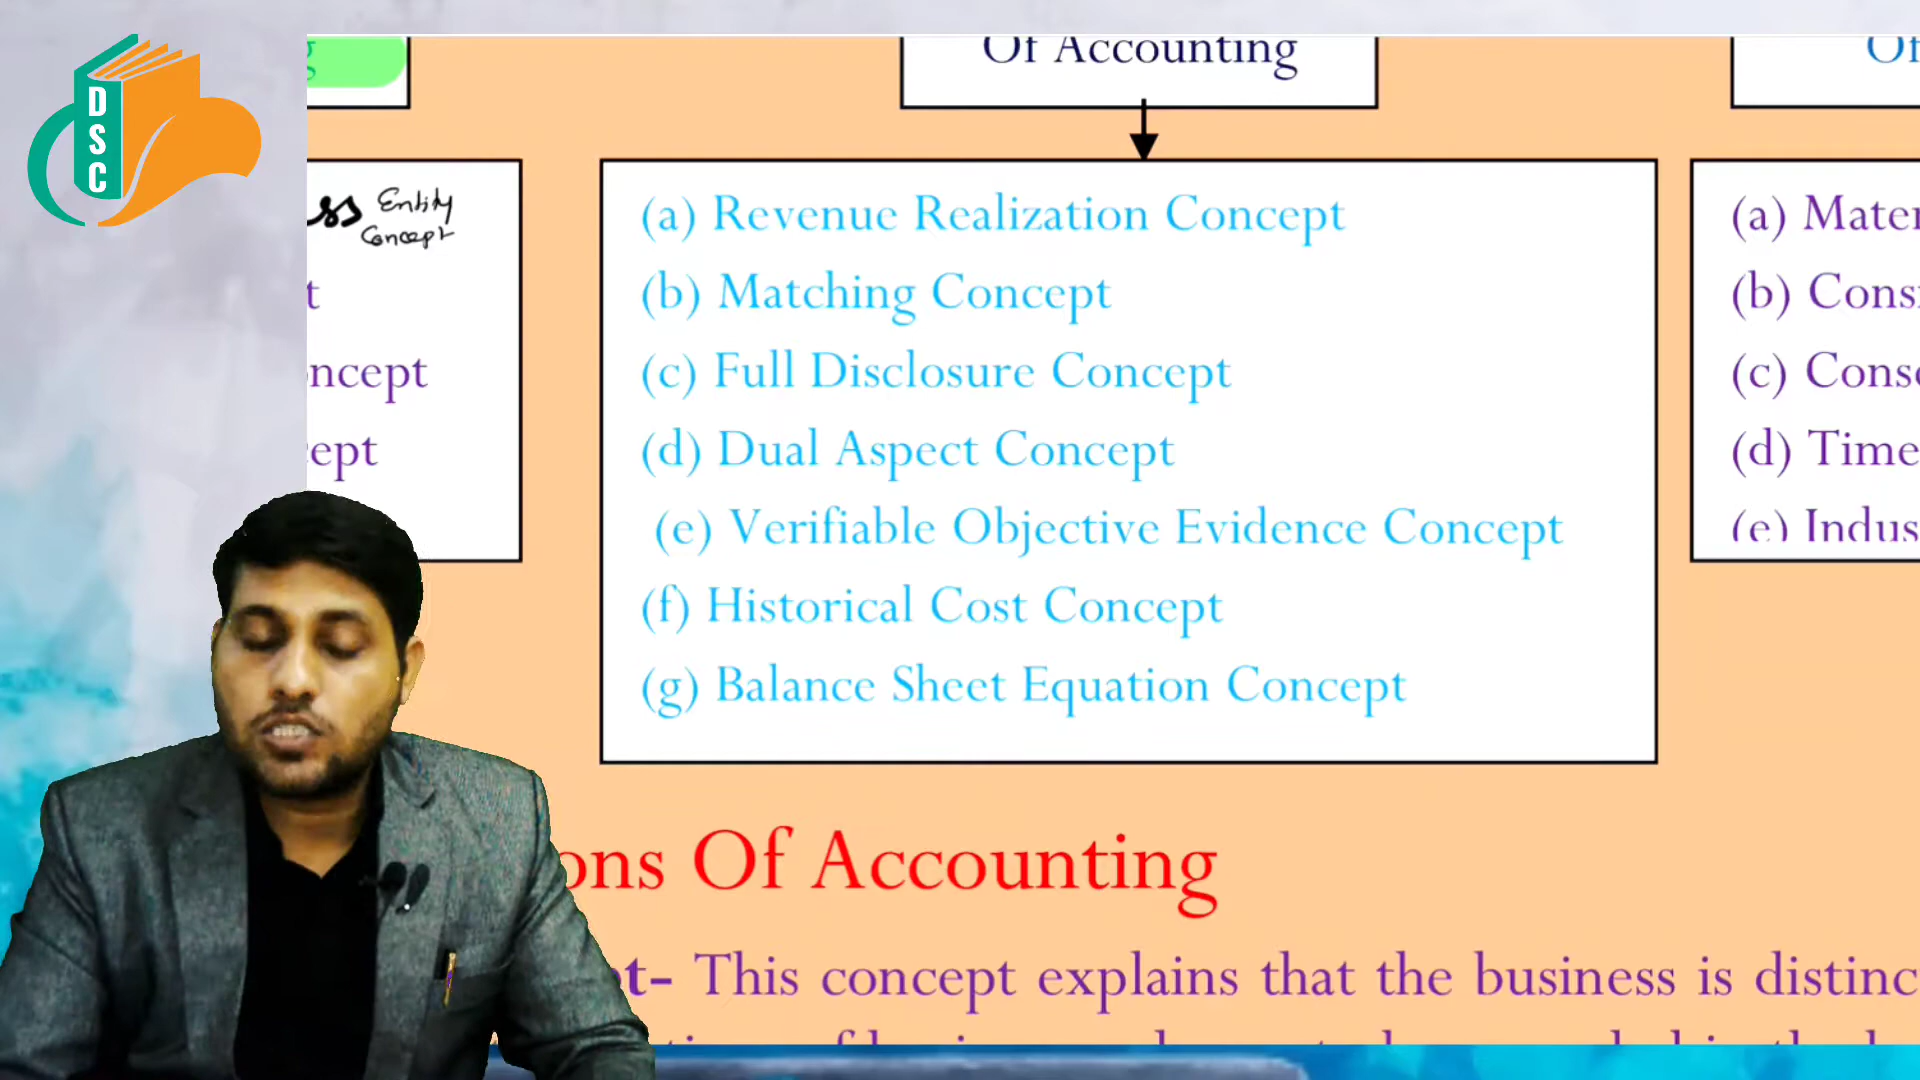 DSC
Of Accounting
Entity
Concept
(a) Revenue Realization Concept
(b) Matching Concept
(c) Full Disclosure Concept
(d) Dual Aspect Concept
(e) Verifiable Objective Evidence Concept
(f) Historical Cost Concept
(g) Balance Sheet Equation Concept
Of
(a) Mater
(b) Cons
(c) Cons
(d) Time
(e) Indus
ncept
ept
ons Of Accounting
t- This concept explains that the business is distinc